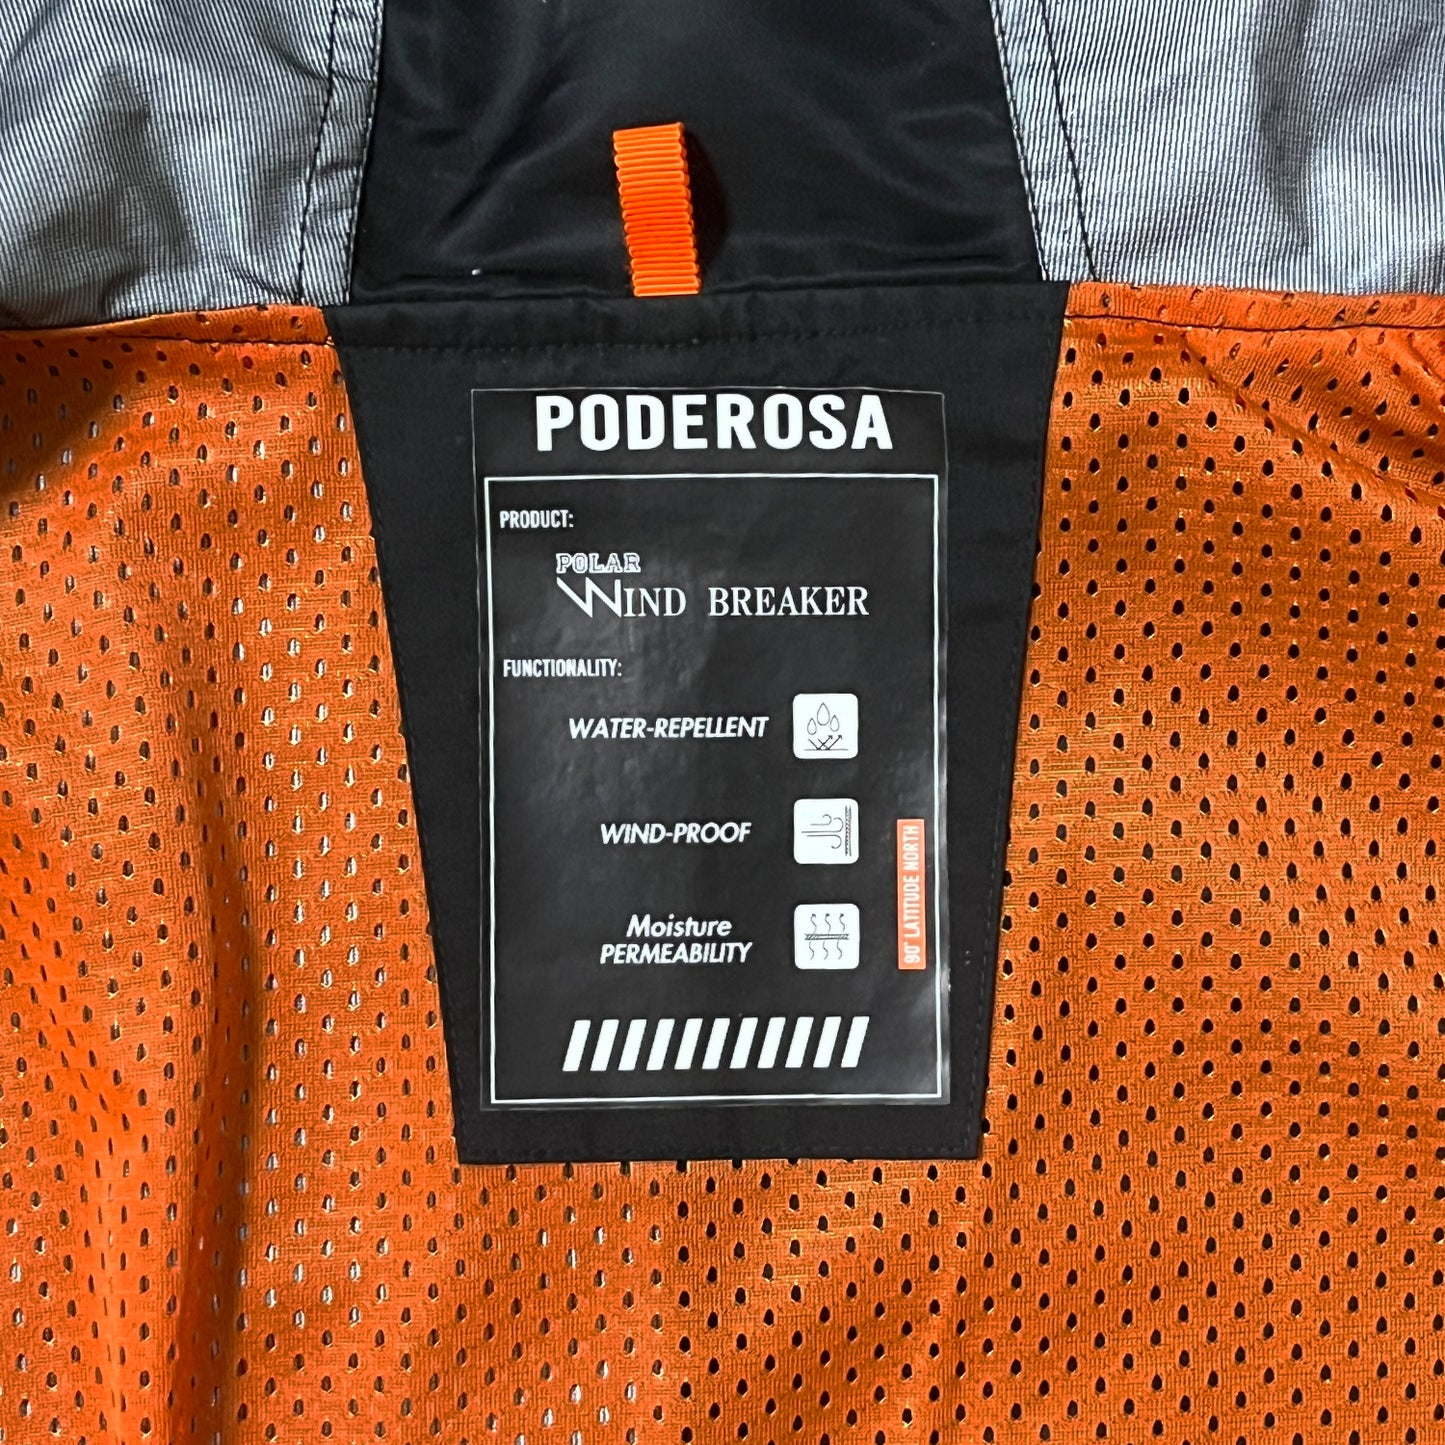 PODEROSA
PRODUCT:
POLAR
WIND BREAKER
FUNCTIONALITY:
WATER-REPELLENT
WIND-PROOF
Moisture
PERMEABILITY
90° LATITUDE NORTH